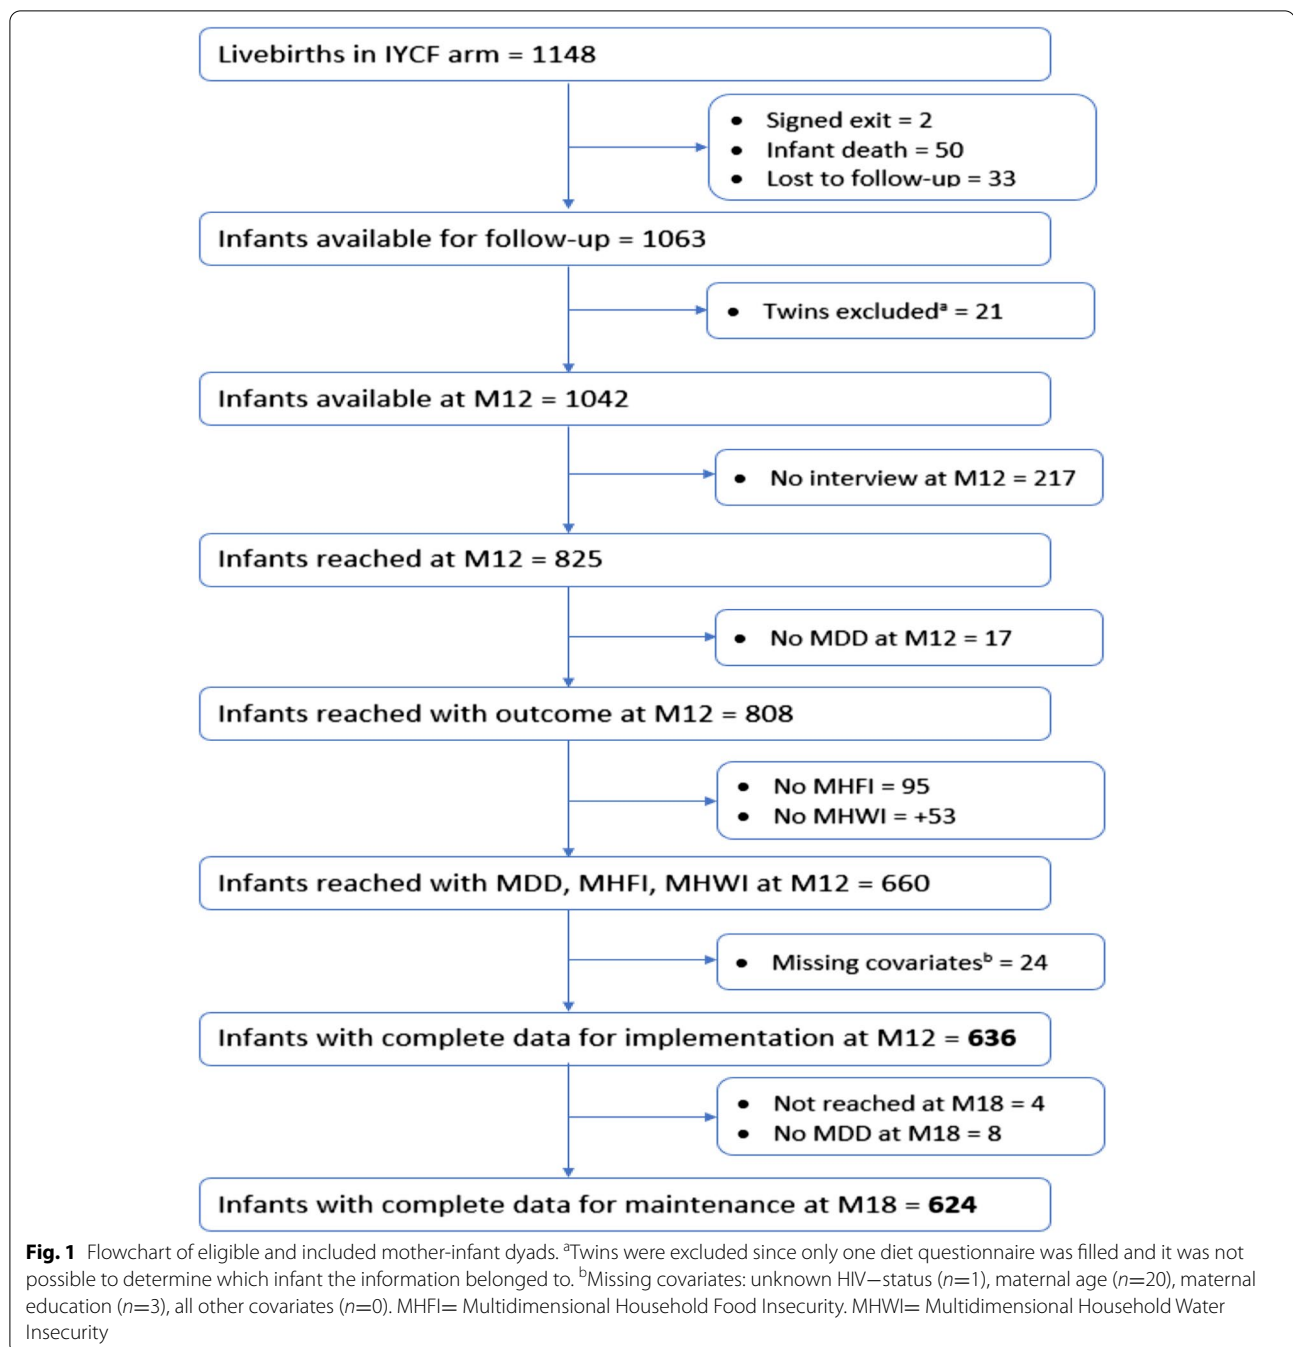 Livebirths in IYCF arm = 1148
• Signed exit = 2
• Infant death = 50
• Lost to follow-up = 33
Infants available for follow-up = 1063
• Twins excludedᵃ = 21
Infants available at M12 = 1042
• No interview at M12 = 217
Infants reached at M12 = 825
• No MDD at M12 = 17
Infants reached with outcome at M12 = 808
• No MHFI = 95
• No MHWI = +53
Infants reached with MDD, MHFI, MHWI at M12 = 660
• Missing covariatesᵇ = 24
Infants with complete data for implementation at M12 = 636
• Not reached at M18 = 4
• No MDD at M18 = 8
Infants with complete data for maintenance at M18 = 624
Fig. 1 Flowchart of eligible and included mother-infant dyads. ᵃTwins were excluded since only one diet questionnaire was filled and it was not
possible to determine which infant the information belonged to. ᵇMissing covariates: unknown HIV−status (n=1), maternal age (n=20), maternal
education (n=3), all other covariates (n=0). MHFI= Multidimensional Household Food Insecurity. MHWI= Multidimensional Household Water
Insecurity